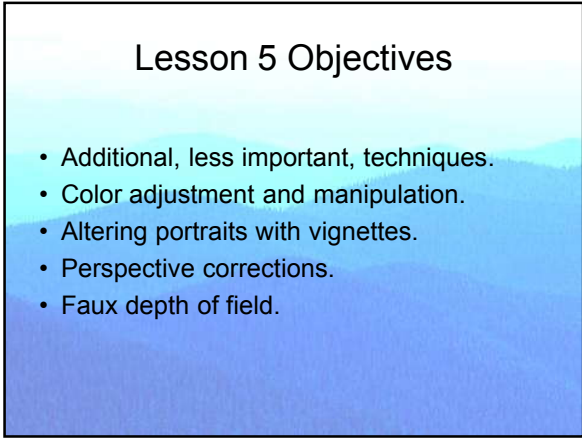 Lesson 5 Objectives
• Additional, less important, techniques.
• Color adjustment and manipulation.
• Altering portraits with vignettes.
• Perspective corrections.
• Faux depth of field.